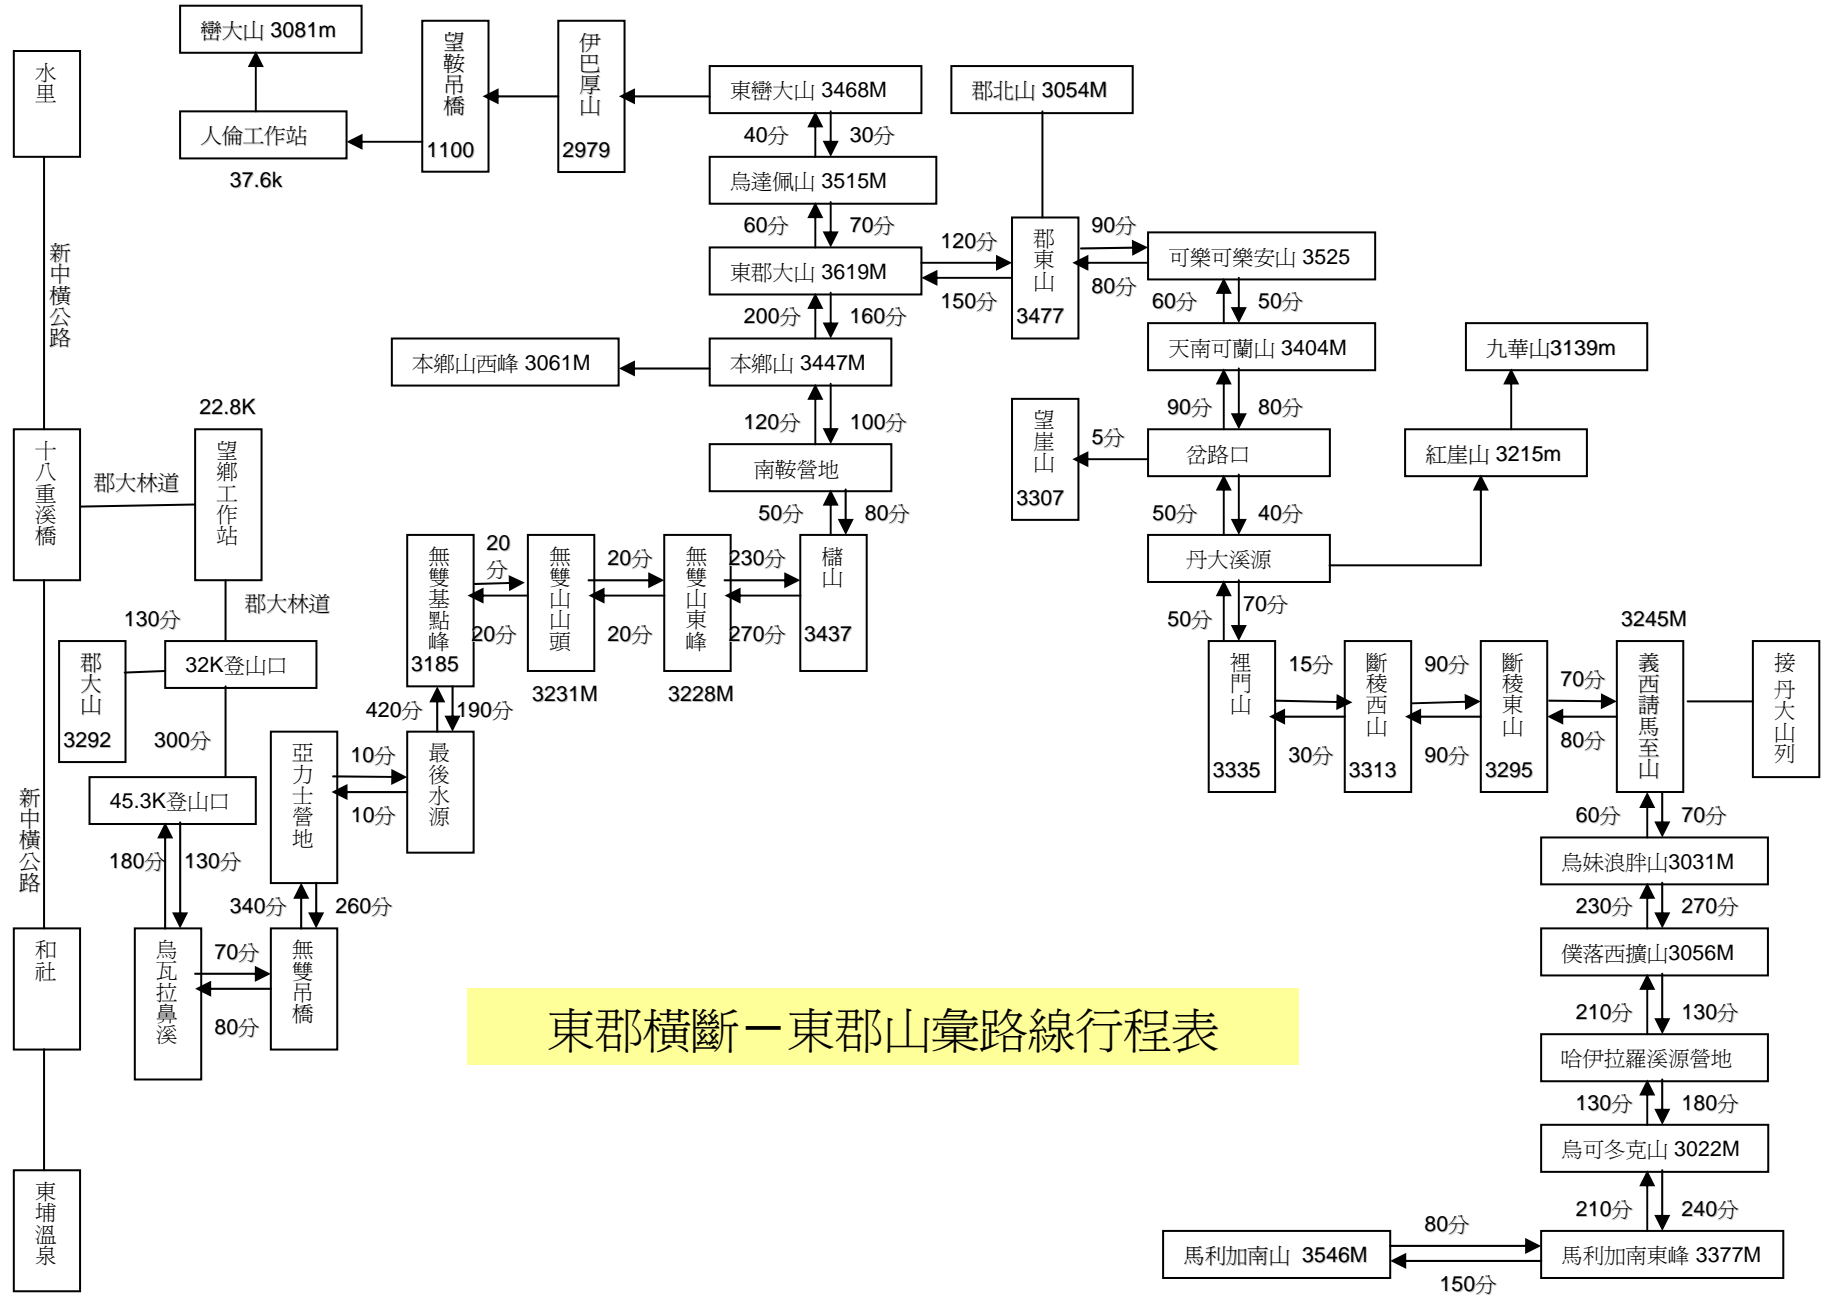 巒大山 3081m
人倫工作站
37.6k
望鞍吊橋
1100
伊巴厚山
2979
東巒大山 3468M
40分
30分
烏達佩山 3515M
60分
70分
東郡大山 3619M
200分
160分
本鄉山 3447M
本鄉山西峰 3061M
120分
100分
南鞍營地
50分
80分
檣山
3437
郡北山 3054M
120分
150分
郡東山
3477
90分
80分
可樂可樂安山 3525
60分
50分
天南可蘭山 3404M
90分
80分
岔路口
5分
望崖山
3307
50分
40分
丹大溪源
九華山3139m
紅崖山 3215m
50分
70分
裡門山
3335
15分
30分
斷稜西山
3313
90分
90分
斷稜東山
3295
70分
80分
3245M
義西請馬至山
接 丹大山列
60分
70分
烏妹浪胖山3031M
230分
270分
僕落西擴山3056M
210分
130分
哈伊拉羅溪源營地
130分
180分
烏可冬克山 3022M
210分
240分
馬利加南東峰 3377M
80分
150分
馬利加南山 3546M
水里
新中橫公路
十八重溪橋
郡大林道
22.8K
望鄉工作站
郡大林道
130分
郡大山
3292
32K登山口
300分
45.3K登山口
180分
130分
新中橫公路
和社
東埔溫泉
烏瓦拉鼻溪
70分
80分
無雙吊橋
340分
260分
亞力士營地
10分
10分
最後水源
420分
190分
無雙基點峰
3185
20分
20分
無雙山山頭
3231M
20分
20分
無雙山東峰
3228M
230分
270分
東郡橫斷－東郡山彙路線行程表